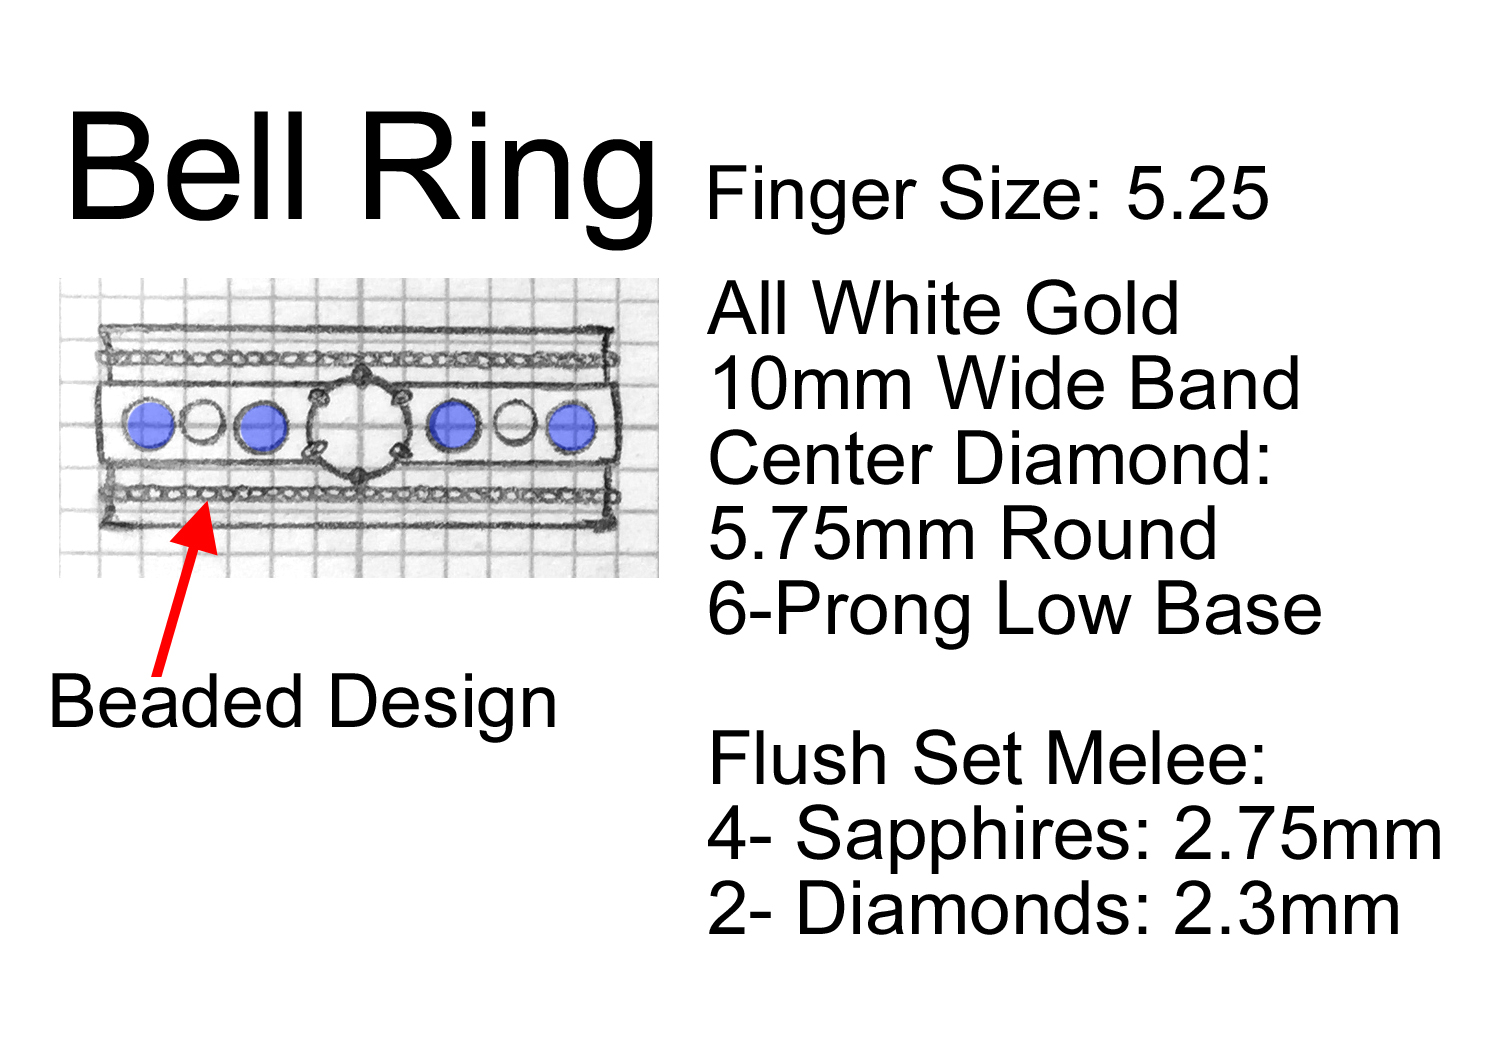 Bell Ring
Finger Size: 5.25
All White Gold
10mm Wide Band
Center Diamond:
5.75mm Round
6-Prong Low Base
Beaded Design
Flush Set Melee:
4- Sapphires: 2.75mm
2- Diamonds: 2.3mm